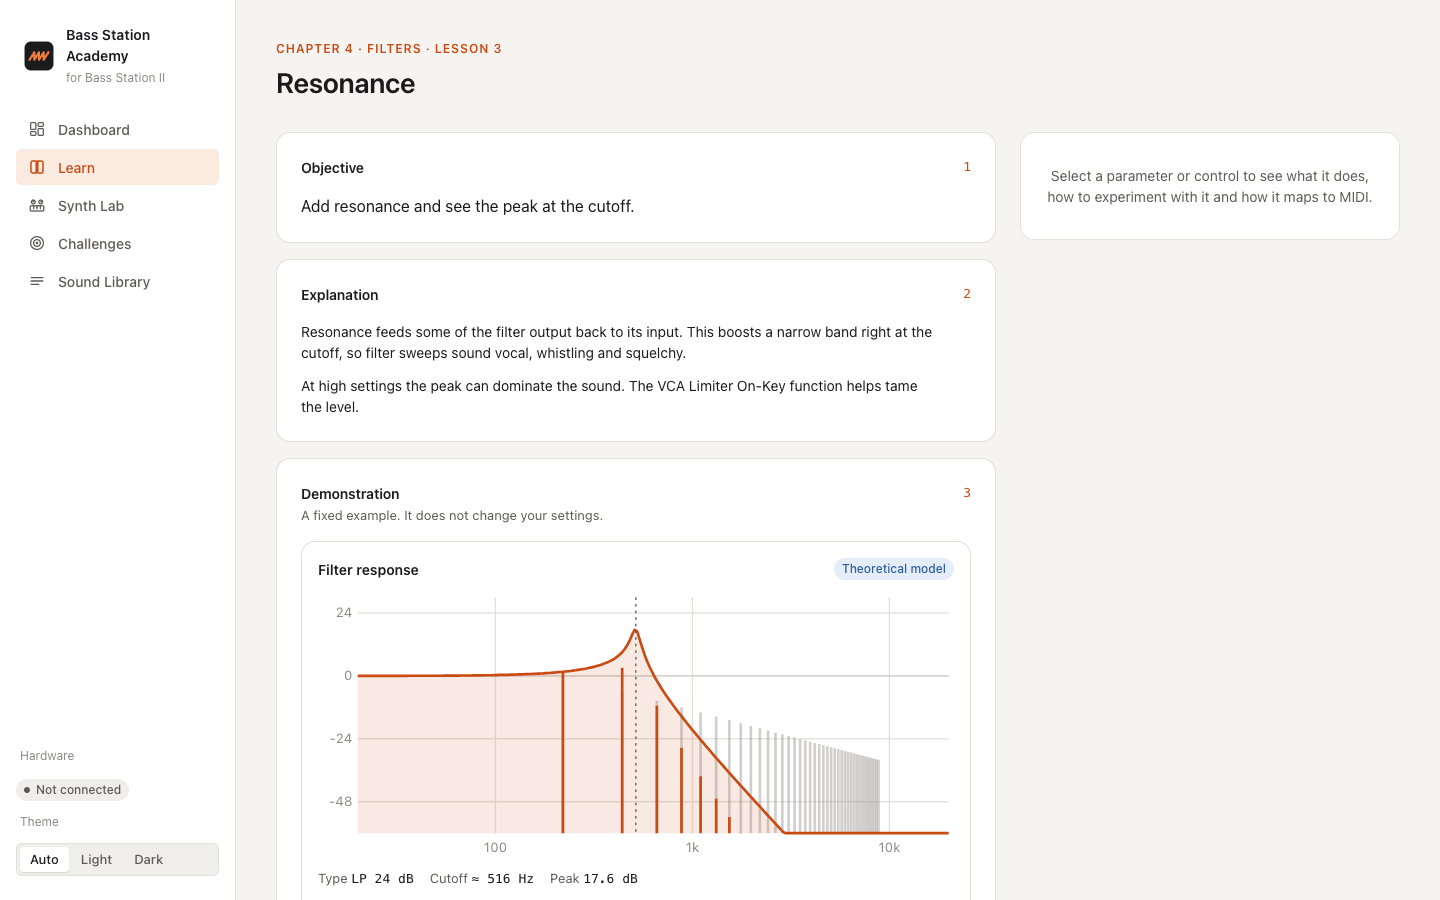 Bass Station
Academy
for Bass Station II
Dashboard
Learn
Synth Lab
Challenges
Sound Library
Hardware
Not connected
Theme
Auto Light Dark
CHAPTER 4 · FILTERS · LESSON 3
Resonance
Objective 1
Add resonance and see the peak at the cutoff.
Explanation 2
Resonance feeds some of the filter output back to its input. This boosts a narrow band right at the
cutoff, so filter sweeps sound vocal, whistling and squelchy.
At high settings the peak can dominate the sound. The VCA Limiter On-Key function helps tame
the level.
Demonstration 3
A fixed example. It does not change your settings.
Filter response Theoretical model
24
0
-24
-48
100 1k 10k
Type LP 24 dB Cutoff ≈ 516 Hz Peak 17.6 dB
Select a parameter or control to see what it does,
how to experiment with it and how it maps to MIDI.